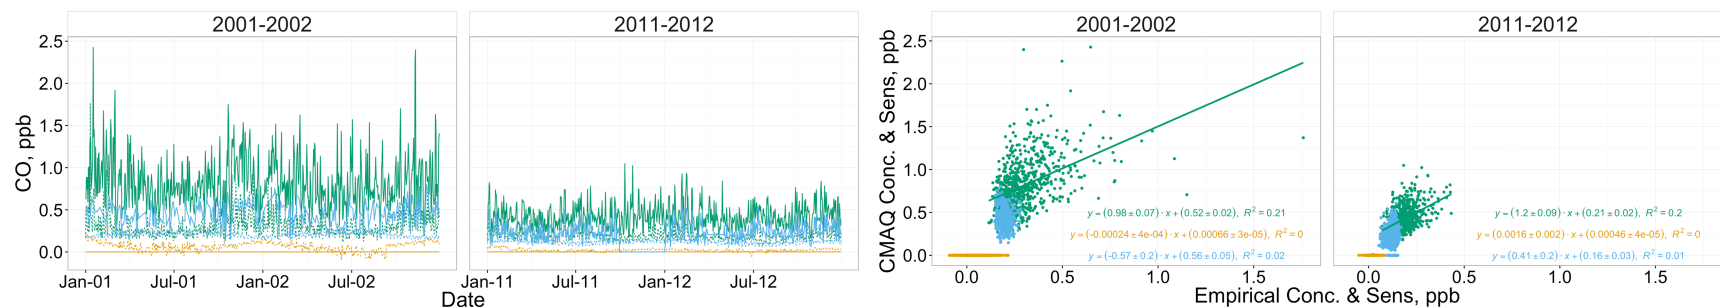 2001-2002
2011-2012
2.5
2.0
1.5
1.0
0.5
0.0
CO, ppb
Jan-01
Jul-01
Jan-02
Jul-02
Jan-11
Jul-11
Jan-12
Jul-12
Date
2001-2002
2011-2012
2.5
2.0
1.5
1.0
0.5
0.0
CMAQ Conc. & Sens, ppb
y = (0.98 ± 0.07) · x + (0.52 ± 0.02), R² = 0.21
y = (-0.00024 ± 4e-04) · x + (0.00066 ± 3e-05), R² = 0
y = (-0.57 ± 0.2) · x + (0.56 ± 0.05), R² = 0.02
y = (1.2 ± 0.09) · x + (0.21 ± 0.02), R² = 0.2
y = (0.0016 ± 0.002) · x + (0.00046 ± 4e-05), R² = 0
y = (0.41 ± 0.2) · x + (0.16 ± 0.03), R² = 0.01
0.0
0.5
1.0
1.5
0.0
0.5
1.0
1.5
Empirical Conc. & Sens, ppb